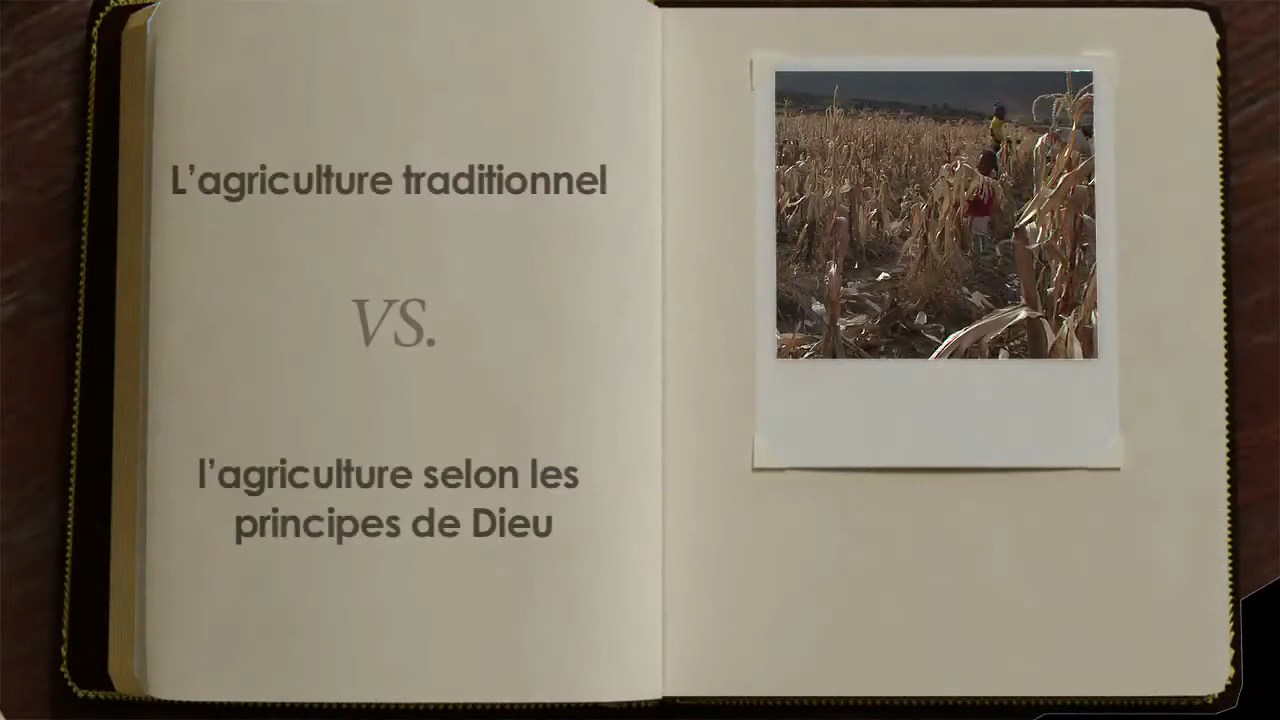 L’agriculture traditionnel
VS.
l’agriculture selon les
principes de Dieu